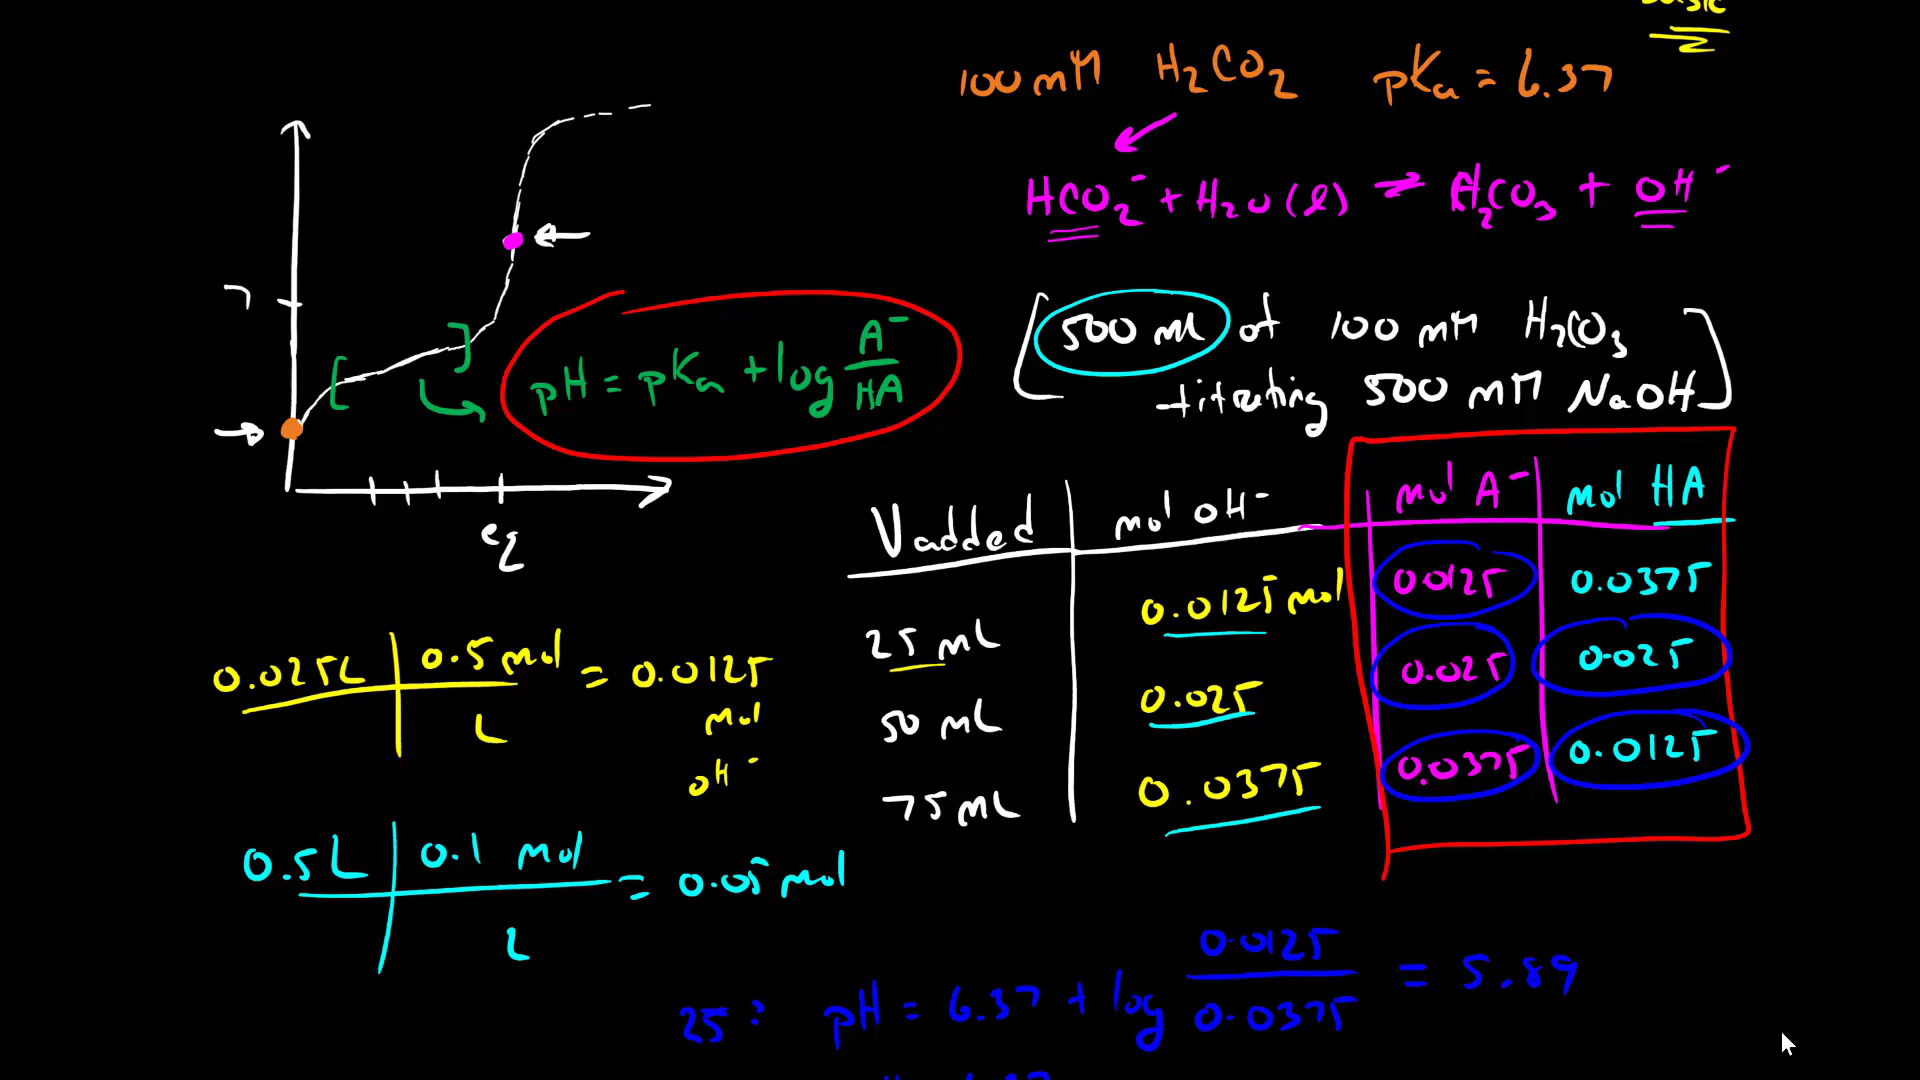 100 mM H2CO2 pKa = 6.37
HCO2⁻ + H2O (l) ⇌ H2CO3 + OH⁻
7
pH = pKa + log A⁻/HA
500 mL of 100 mM H2CO3
titrating 500 mM NaOH
eq
Vadded mol OH⁻ mol A⁻ mol HA
25 mL 0.0125 mol 0.0125 0.0375
50 mL 0.025 0.025 0.025
75 mL 0.0375 0.0375 0.0125
0.025L 0.5 mol = 0.0125
L mol
OH⁻
0.5L 0.1 mol = 0.05 mol
L
25: pH = 6.37 + log 0.0125/0.0375 = 5.89